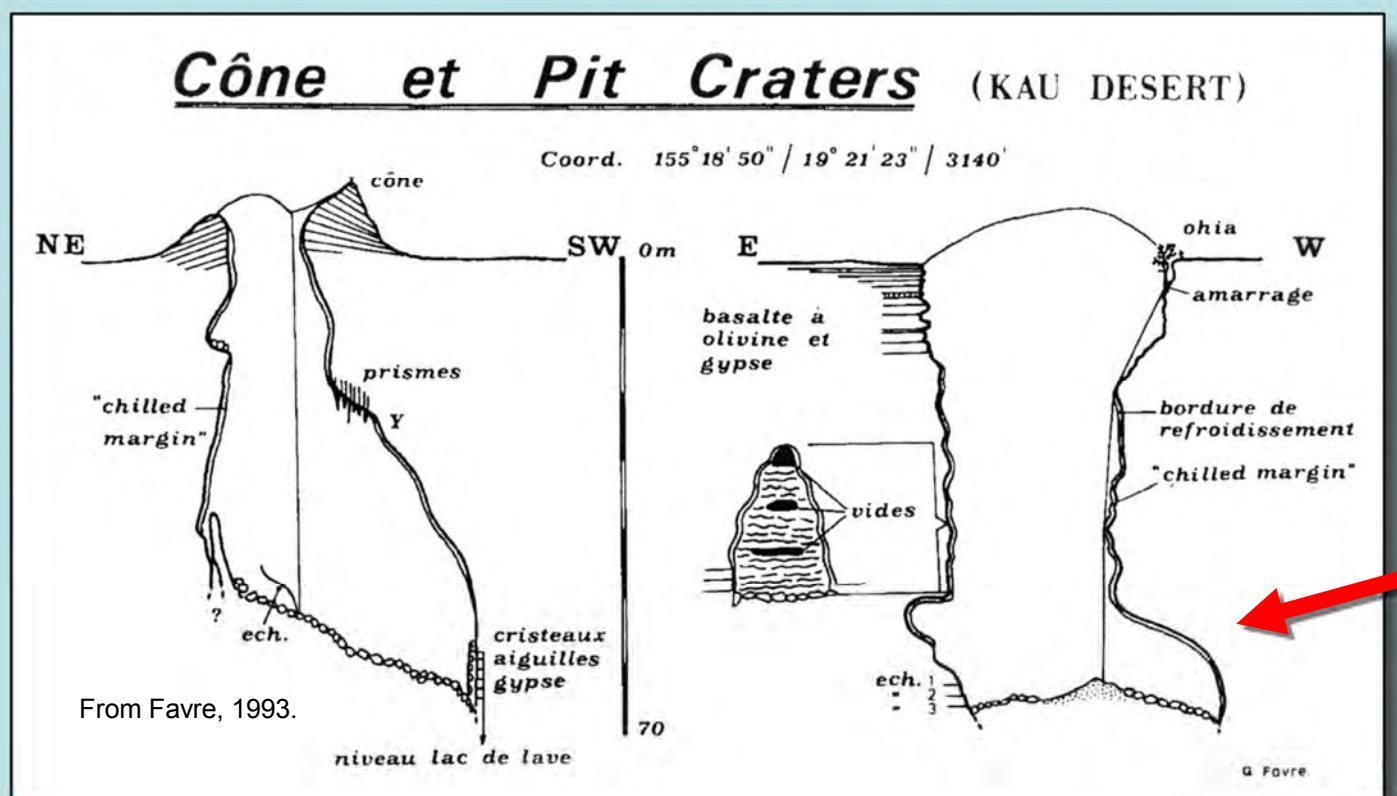 Cône et Pit Craters (KAU DESERT)
Coord. 155°18'50" / 19° 21'23" / 3140'
cône
NE
SW
0m
E
ohia
W
amarrage
basalte à
olivine et
gypse
prismes
Y
"chilled
margin"
bordure de
refroidissement
"chilled margin"
vides
?
ech.
cristeaux
aiguilles
gypse
ech. 1
" 2
" 3
From Favre, 1993.
70
niveau lac de lave
G Favre